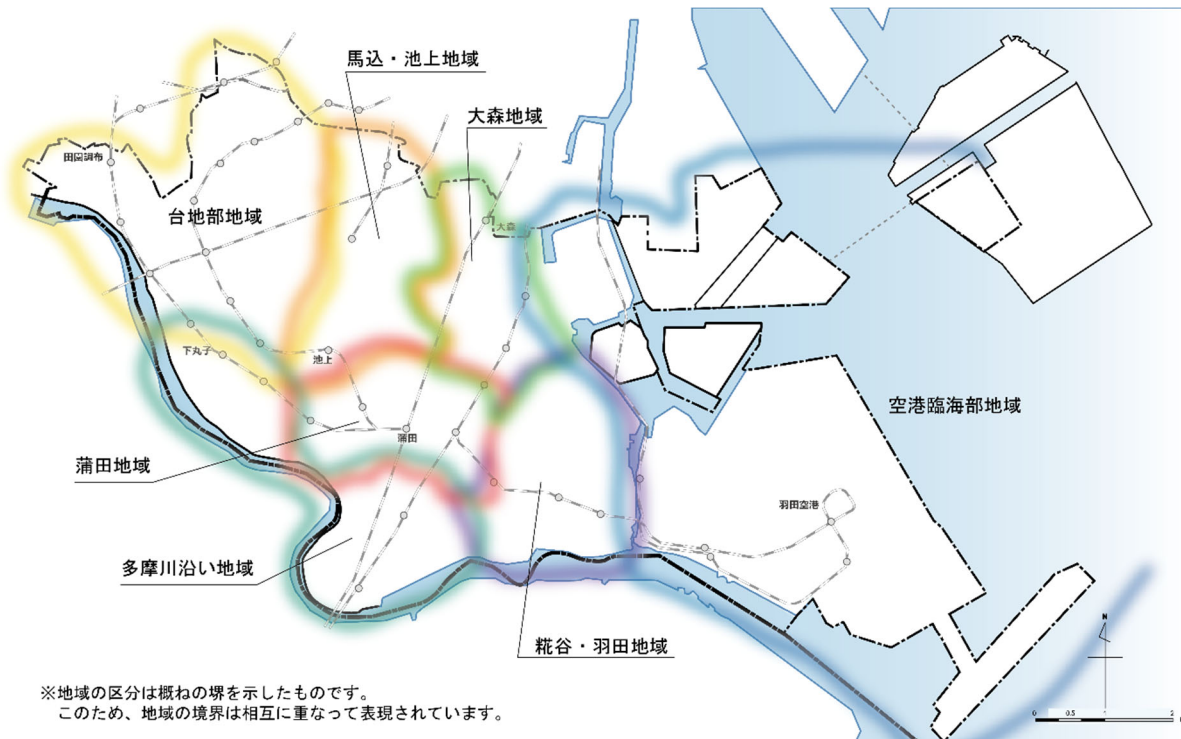 馬込・池上地域
大森地域
田園調布
台地部地域
大森
下丸子
池上
空港臨海部地域
蒲田
蒲田地域
羽田空港
多摩川沿い地域
糀谷・羽田地域
N
※地域の区分は概ねの堺を示したものです。
このため、地域の境界は相互に重なって表現されています。
0 0.5 1 2